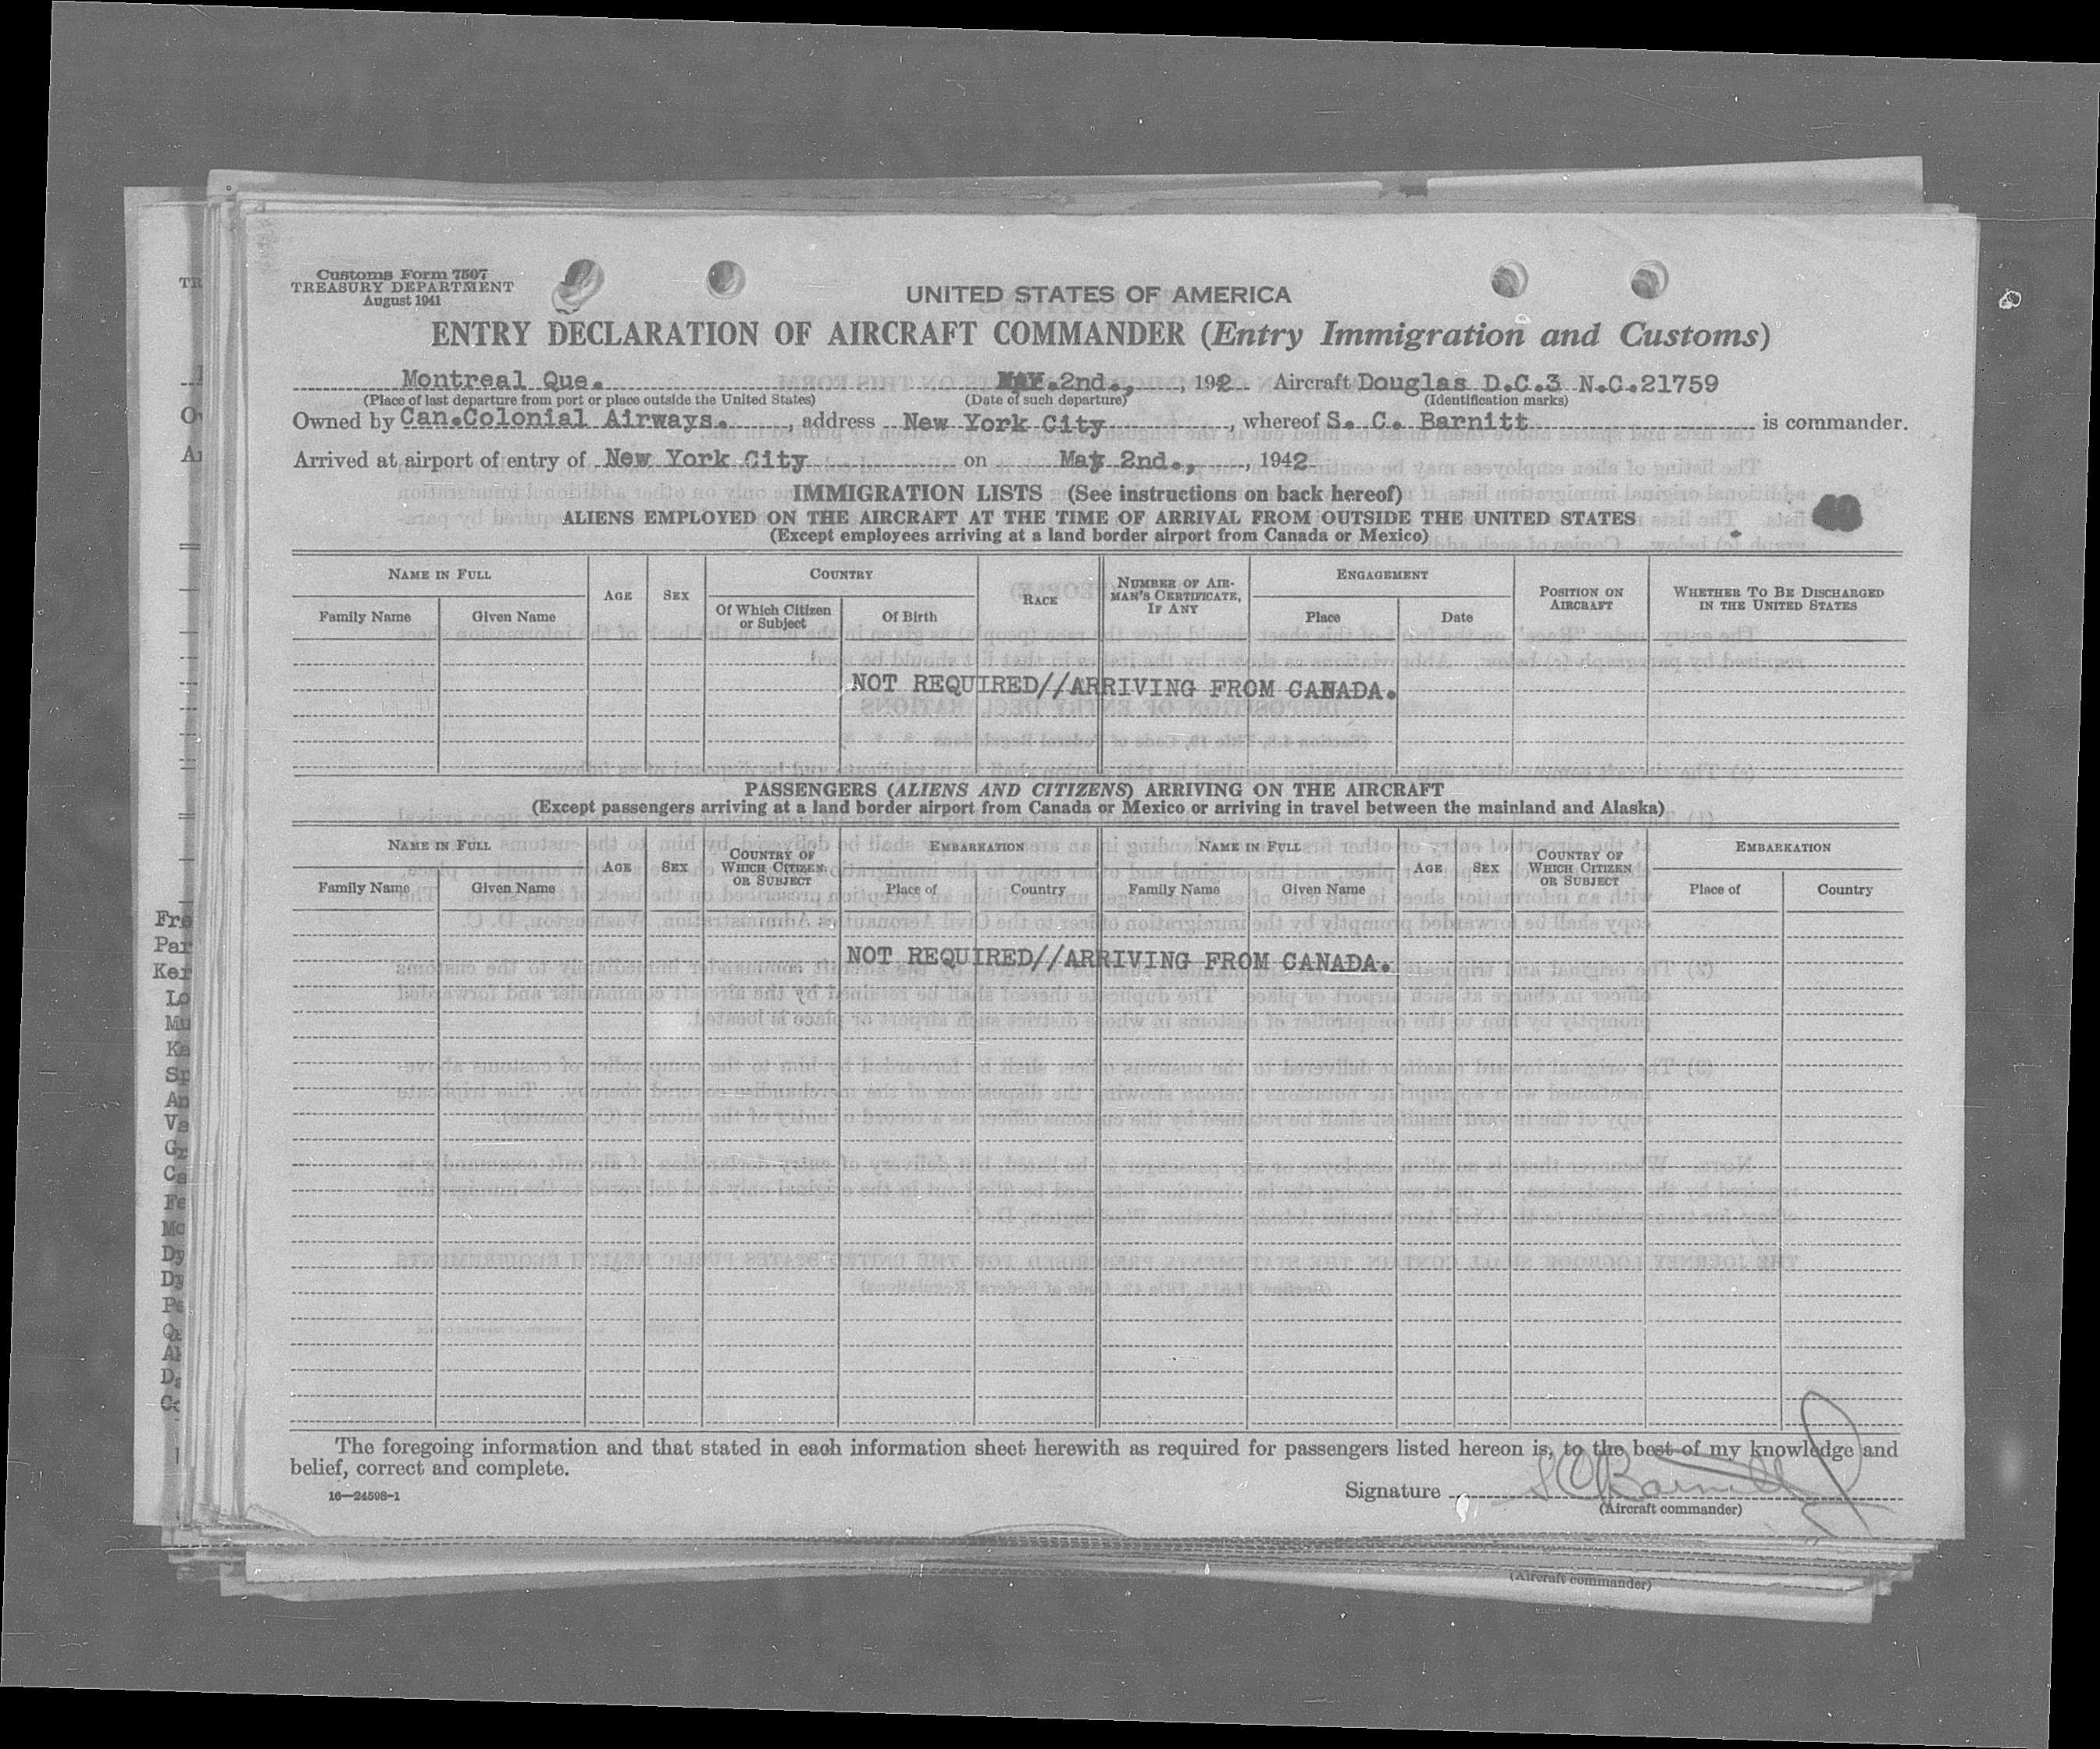 Customs Form 7507
TREASURY DEPARTMENT
August 1941
UNITED STATES OF AMERICA
ENTRY DECLARATION OF AIRCRAFT COMMANDER (Entry Immigration and Customs)
Montreal Que. MAY.2nd., , 1942 Aircraft Douglas D.C.3 N.C.21759
(Place of last departure from port or place outside the United States) (Date of such departure) (Identification marks)
Owned by Can.Colonial Airways. , address New York City , whereof S. C. Barnitt is commander.
Arrived at airport of entry of New York City on May 2nd., , 1942
IMMIGRATION LISTS (See instructions on back hereof)
ALIENS EMPLOYED ON THE AIRCRAFT AT THE TIME OF ARRIVAL FROM OUTSIDE THE UNITED STATES
(Except employees arriving at a land border airport from Canada or Mexico)
NAME IN FULL
Family Name Given Name
AGE
SEX
COUNTRY
Of Which Citizen or Subject
Of Birth
RACE
NUMBER OF AIR-
MAN'S CERTIFICATE,
IF ANY
ENGAGEMENT
Place Date
POSITION ON
AIRCRAFT
WHETHER TO BE DISCHARGED
IN THE UNITED STATES
NOT REQUIRED//ARRIVING FROM CANADA.
PASSENGERS (ALIENS AND CITIZENS) ARRIVING ON THE AIRCRAFT
(Except passengers arriving at a land border airport from Canada or Mexico or arriving in travel between the mainland and Alaska)
NAME IN FULL
Family Name Given Name
AGE
SEX
COUNTRY OF
WHICH CITIZEN
OR SUBJECT
EMBARKATION
Place of Country
NAME IN FULL
Family Name Given Name
AGE
SEX
COUNTRY OF
WHICH CITIZEN
OR SUBJECT
EMBARKATION
Place of Country
NOT REQUIRED//ARRIVING FROM CANADA.
The foregoing information and that stated in each information sheet herewith as required for passengers listed hereon is, to the best of my knowledge and
belief, correct and complete.
16—24598-1
Signature S C Barnitt
(Aircraft commander)
(Aircraft commander)